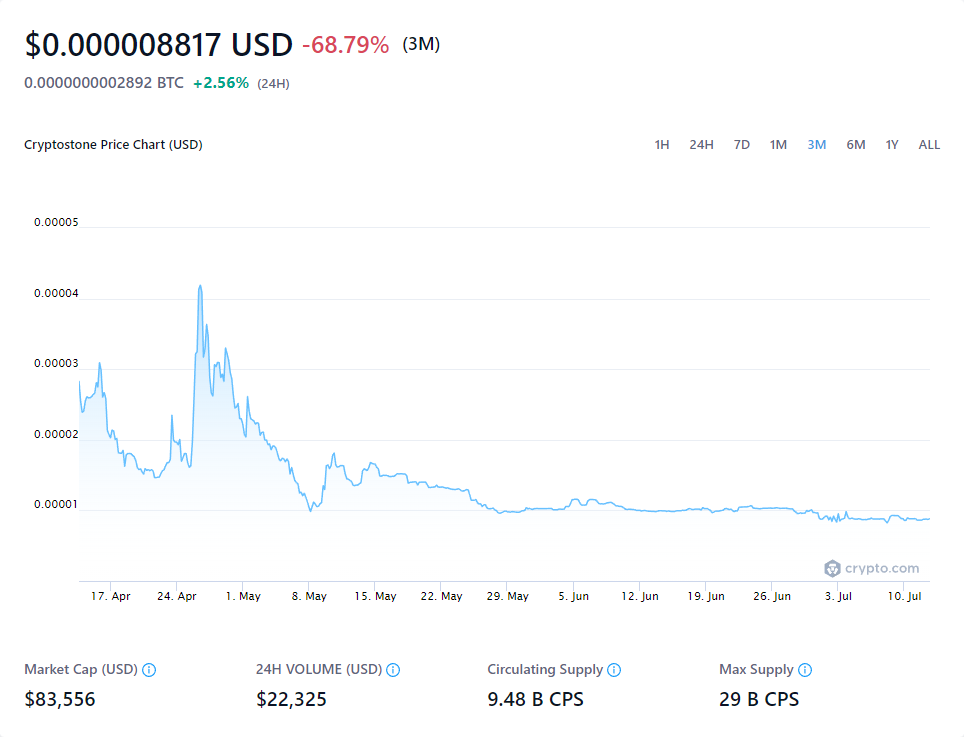 $0.000008817 USD -68.79% (3M)
0.0000000002892 BTC +2.56% (24H)
Cryptostone Price Chart (USD) 1H 24H 7D 1M 3M 6M 1Y ALL
0.00005
0.00004
0.00003
0.00002
0.00001
crypto.com
17. Apr 24. Apr 1. May 8. May 15. May 22. May 29. May 5. Jun 12. Jun 19. Jun 26. Jun 3. Jul 10. Jul
Market Cap (USD) 24H VOLUME (USD) Circulating Supply Max Supply
$83,556 $22,325 9.48 B CPS 29 B CPS